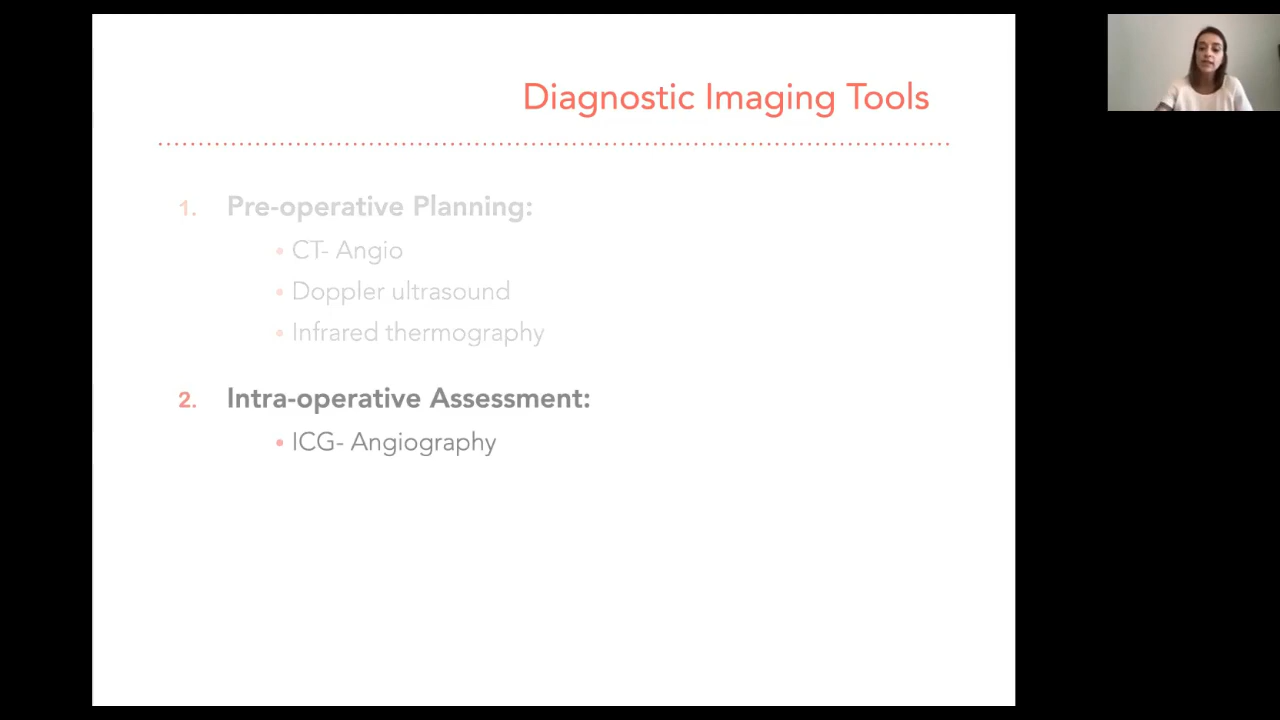 Diagnostic Imaging Tools
1. Pre-operative Planning:
• CT- Angio
• Doppler ultrasound
• Infrared thermography
2. Intra-operative Assessment:
• ICG- Angiography